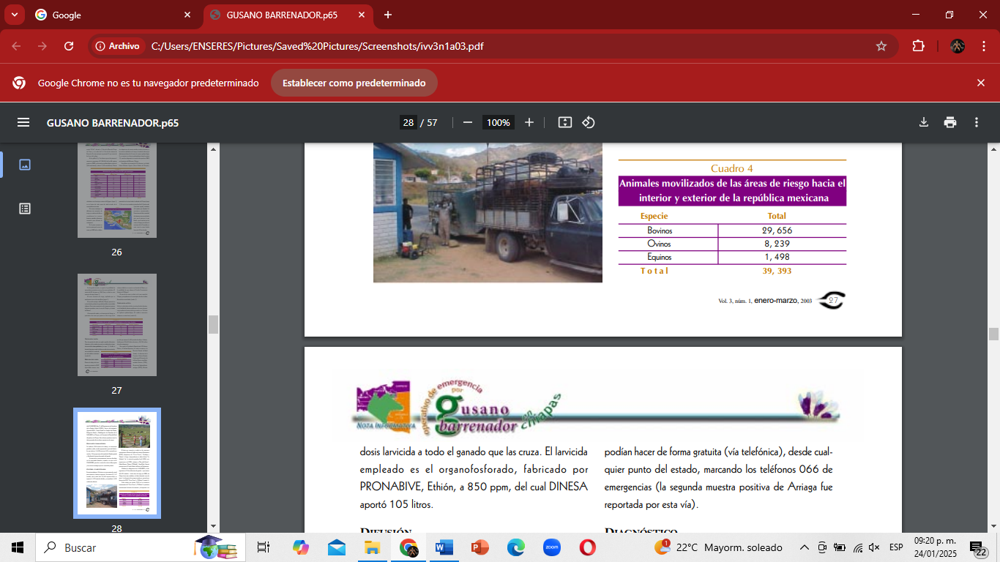 Google
GUSANO BARRENADOR.p65
Archivo
C:/Users/ENSERES/Pictures/Saved%20Pictures/Screenshots/ivv3n1a03.pdf
Google Chrome no es tu navegador predeterminado
Establecer como predeterminado
GUSANO BARRENADOR.p65
28 / 57
100%
26
27
28
Cuadro 4
Animales movilizados de las áreas de riesgo hacia el
interior y exterior de la república mexicana
Especie Total
Bovinos 29, 656
Ovinos 8, 239
Equinos 1, 498
Total 39, 393
Vol. 3, núm. 1, enero-marzo, 2003 27
NOTA INFORMATIVA
operativo de emergencia
por
gusano
barrenador en chiapas
dosis larvicida a todo el ganado que las cruza. El larvicida
empleado es el organofosforado, fabricado por
PRONABIVE, Ethión, a 850 ppm, del cual DINESA
aportó 105 litros.
DIFUSIÓN
podían hacer de forma gratuita (vía telefónica), desde cual-
quier punto del estado, marcando los teléfonos 066 de
emergencias (la segunda muestra positiva de Arriaga fue
reportada por esta vía).
DIAGNÓSTICO
Buscar
zoom
1
22°C Mayorm. soleado
ESP
09:20 p. m.
24/01/2025
22